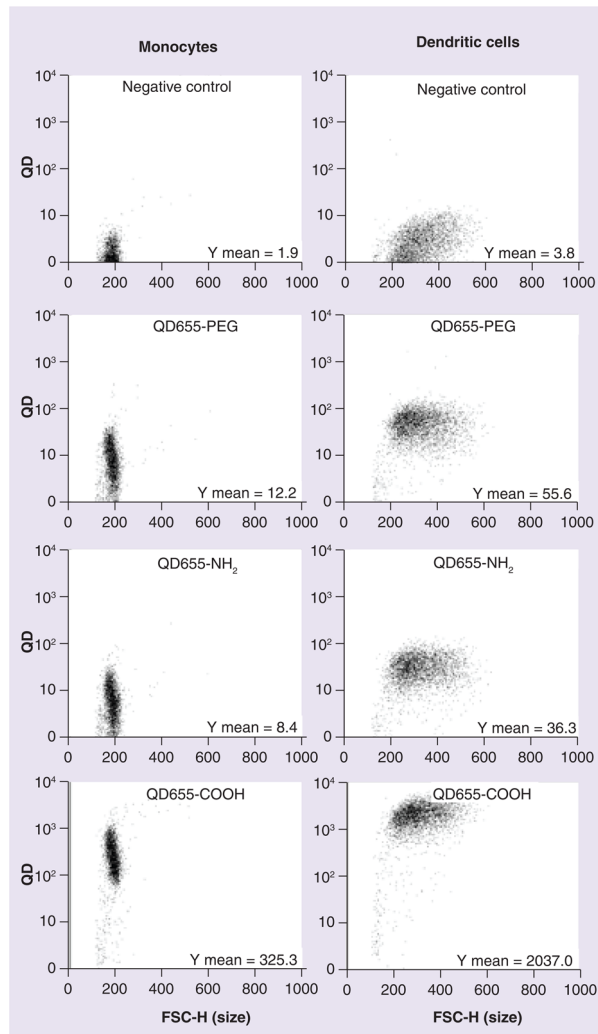 Monocytes
Dendritic cells
10⁴
10³
10²
10
0
QD
Negative control
Y mean = 1.9
0 200 400 600 800 1000
10⁴
10³
10²
10
0
Negative control
Y mean = 3.8
0 200 400 600 800 1000
10⁴
10³
10²
10
0
QD
QD655-PEG
Y mean = 12.2
0 200 400 600 800 1000
10⁴
10³
10²
10
0
QD655-PEG
Y mean = 55.6
0 200 400 600 800 1000
10⁴
10³
10²
10
0
QD
QD655-NH₂
Y mean = 8.4
0 200 400 600 800 1000
10⁴
10³
10²
10
0
QD655-NH₂
Y mean = 36.3
0 200 400 600 800 1000
10⁴
10³
10²
10
0
QD
QD655-COOH
Y mean = 325.3
0 200 400 600 800 1000
FSC-H (size)
10⁴
10³
10²
10
0
QD655-COOH
Y mean = 2037.0
0 200 400 600 800 1000
FSC-H (size)